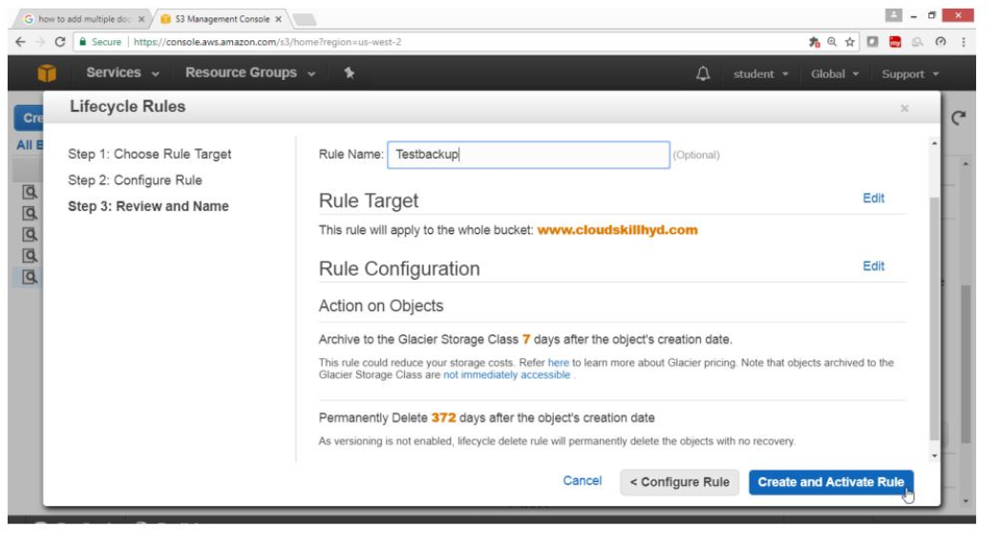 how to add multiple doc
S3 Management Console
Secure | https://console.aws.amazon.com/s3/home?region=us-west-2
Services Resource Groups student Global Support
Lifecycle Rules
Cre
All B
Step 1: Choose Rule Target
Step 2: Configure Rule
Step 3: Review and Name
Rule Name: Testbackup (Optional)
Rule Target Edit
This rule will apply to the whole bucket: www.cloudskillhyd.com
Rule Configuration Edit
Action on Objects
Archive to the Glacier Storage Class 7 days after the object's creation date.
This rule could reduce your storage costs. Refer here to learn more about Glacier pricing. Note that objects archived to the
Glacier Storage Class are not immediately accessible .
Permanently Delete 372 days after the object's creation date
As versioning is not enabled, lifecycle delete rule will permanently delete the objects with no recovery.
Cancel < Configure Rule Create and Activate Rule